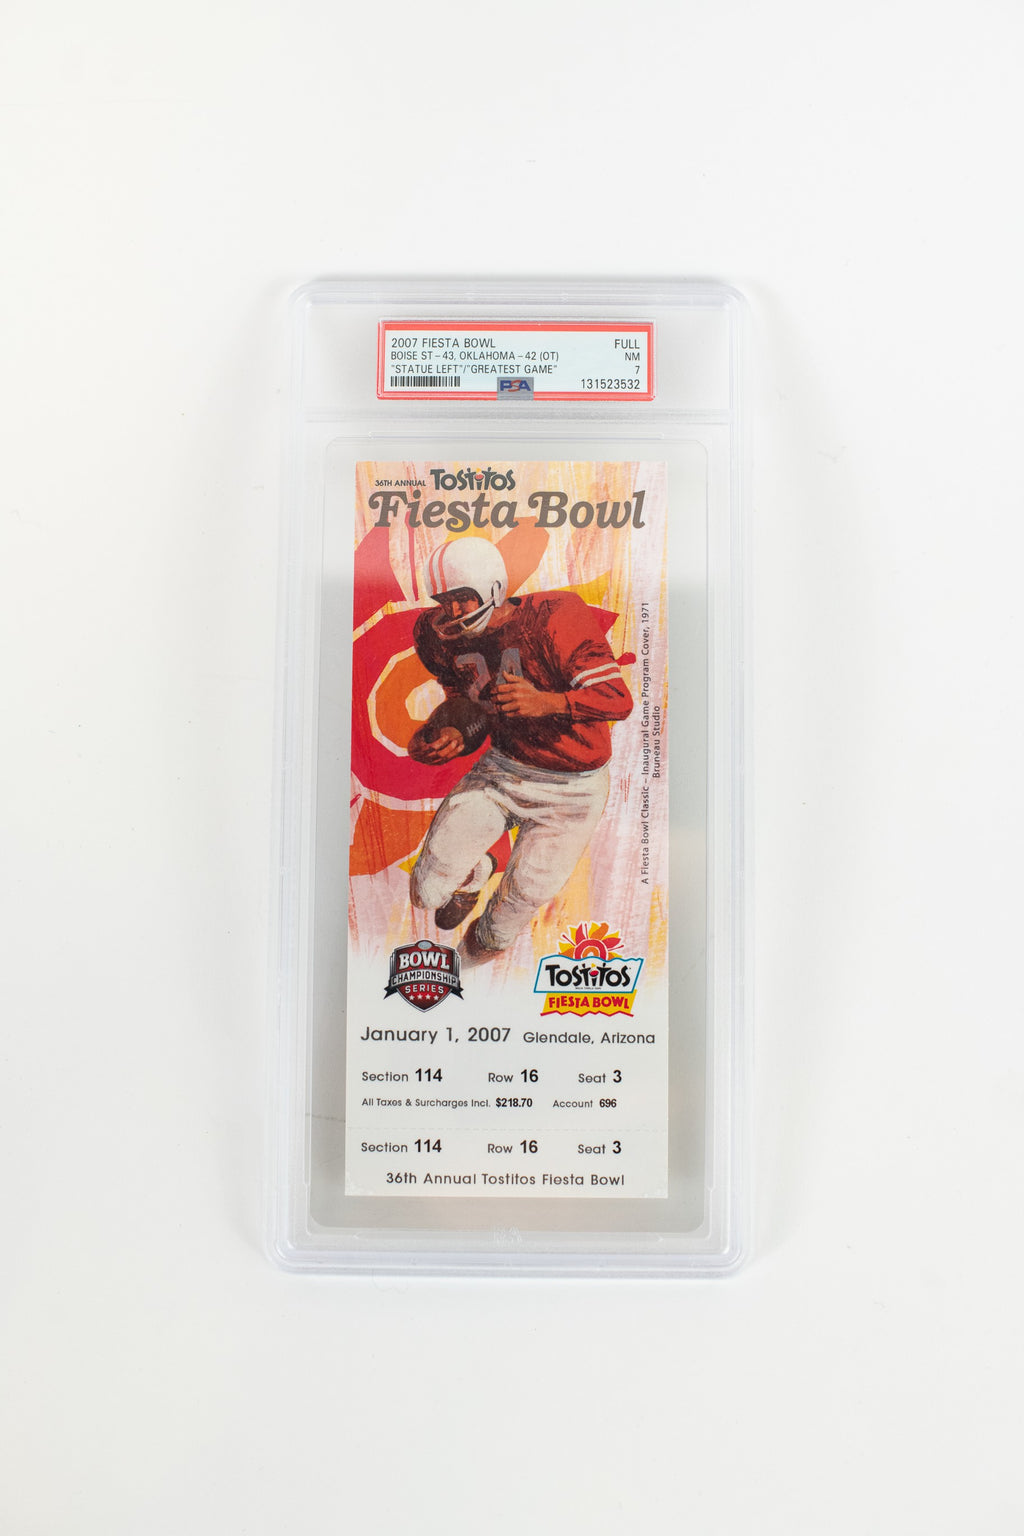 2007 FIESTA BOWL FULL
BOISE ST-43, OKLAHOMA-42 (OT) NM
"STATUE LEFT"/"GREATEST GAME" 7
PSA 131523532
36TH ANNUAL TOSTITOS
Fiesta Bowl
24
A Fiesta Bowl Classic – Inaugural Game Program Cover, 1971
Bruneau Studio
BOWL
CHAMPIONSHIP
SERIES
TOSTITOS
FIESTA BOWL
January 1, 2007 Glendale, Arizona
Section 114 Row 16 Seat 3
All Taxes & Surcharges Incl. $218.70 Account 696
Section 114 Row 16 Seat 3
36th Annual Tostitos Fiesta Bowl